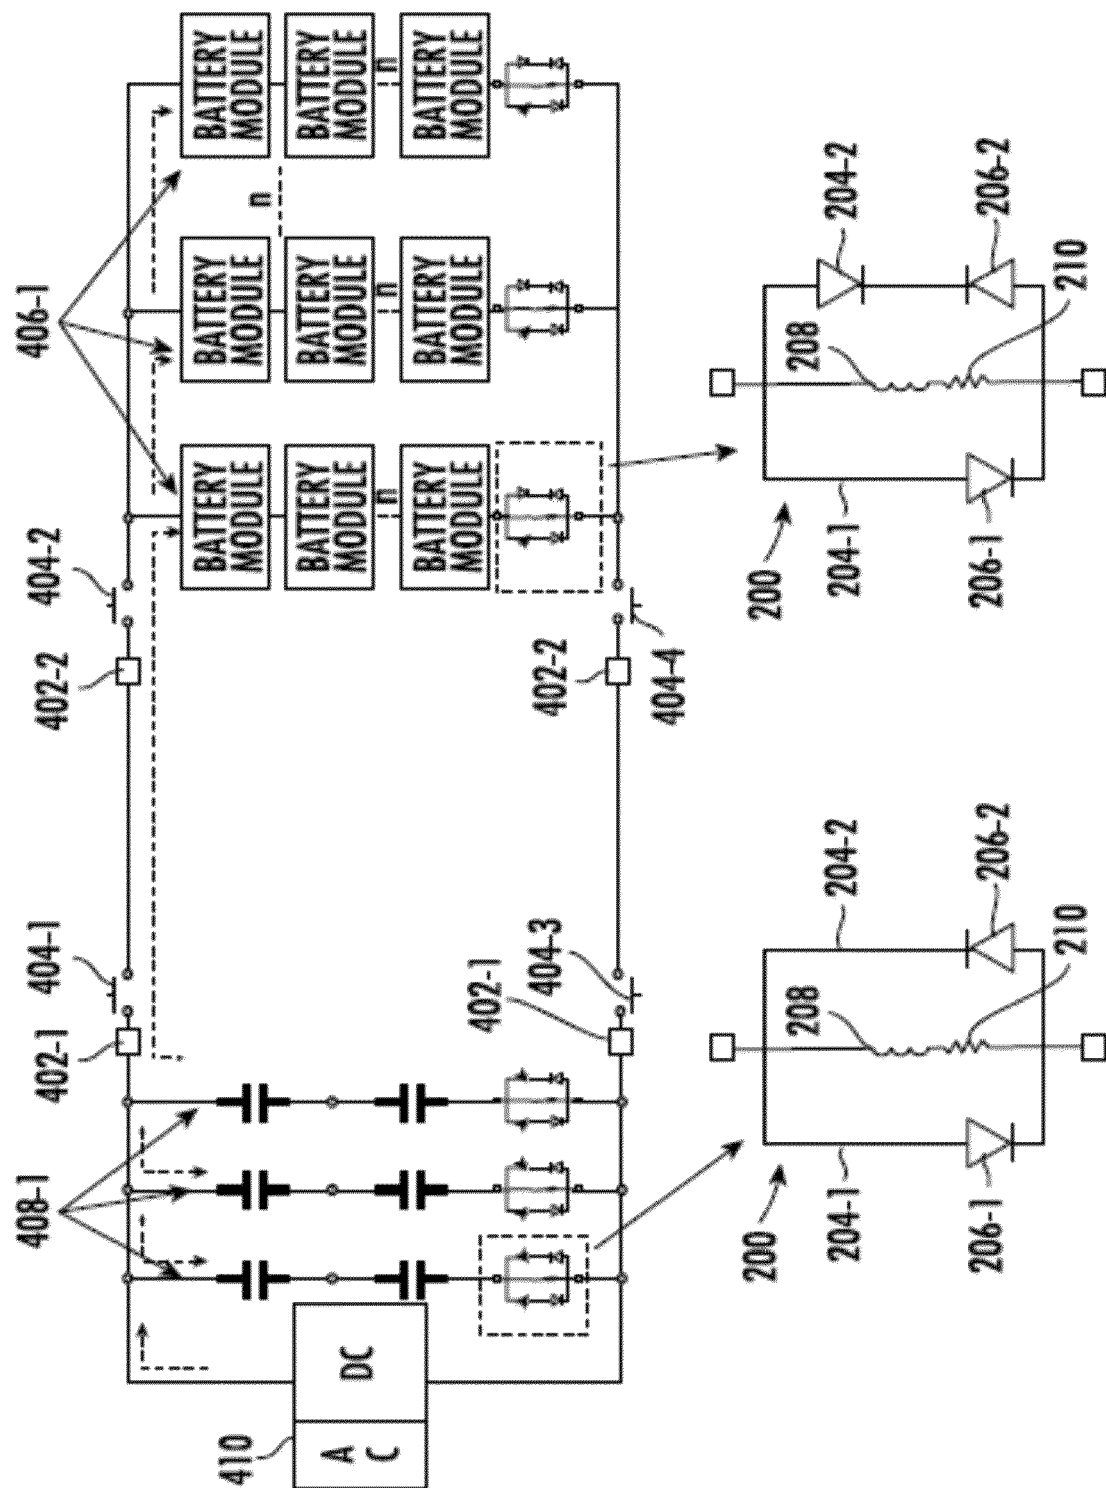 408-1
402-1
404-1
402-2
404-2
406-1
410
A
C
DC
BATTERY
MODULE
BATTERY
MODULE
BATTERY
MODULE
n
BATTERY
MODULE
BATTERY
MODULE
BATTERY
MODULE
n
BATTERY
MODULE
n
BATTERY
MODULE
n
BATTERY
MODULE
402-1
404-3
402-2
404-4
200
204-1
206-1
208
204-2
206-2
210
200
204-1
206-1
208
204-2
206-2
210